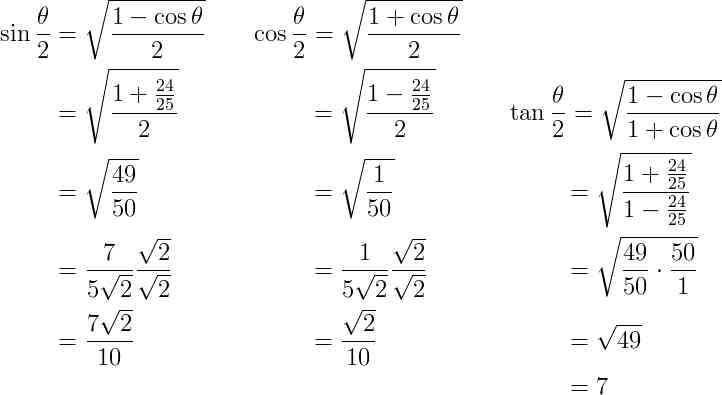 sin θ/2 = √((1 − cos θ)/2)
= √((1 + 24/25)/2)
= √(49/50)
= 7/(5√2) √2/√2
= 7√2/10
cos θ/2 = √((1 + cos θ)/2)
= √((1 − 24/25)/2)
= √(1/50)
= 1/(5√2) √2/√2
= √2/10
tan θ/2 = √((1 − cos θ)/(1 + cos θ))
= √((1 + 24/25)/(1 − 24/25))
= √(49/50 · 50/1)
= √49
= 7